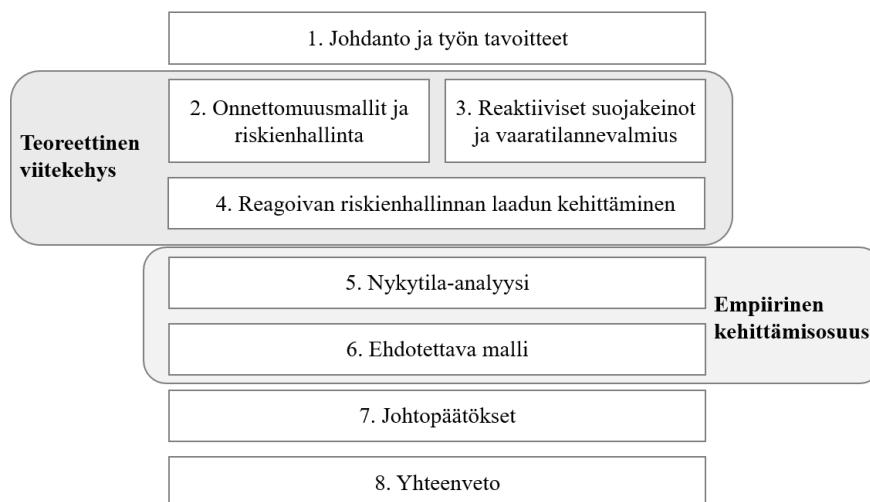 1. Johdanto ja työn tavoitteet
Teoreettinen
viitekehys
2. Onnettomuusmallit ja
riskienhallinta
3. Reaktiiviset suojakeinot
ja vaaratilannevalmius
4. Reagoivan riskienhallinnan laadun kehittäminen
5. Nykytila-analyysi
6. Ehdotettava malli
Empiirinen
kehittämisosuus
7. Johtopäätökset
8. Yhteenveto